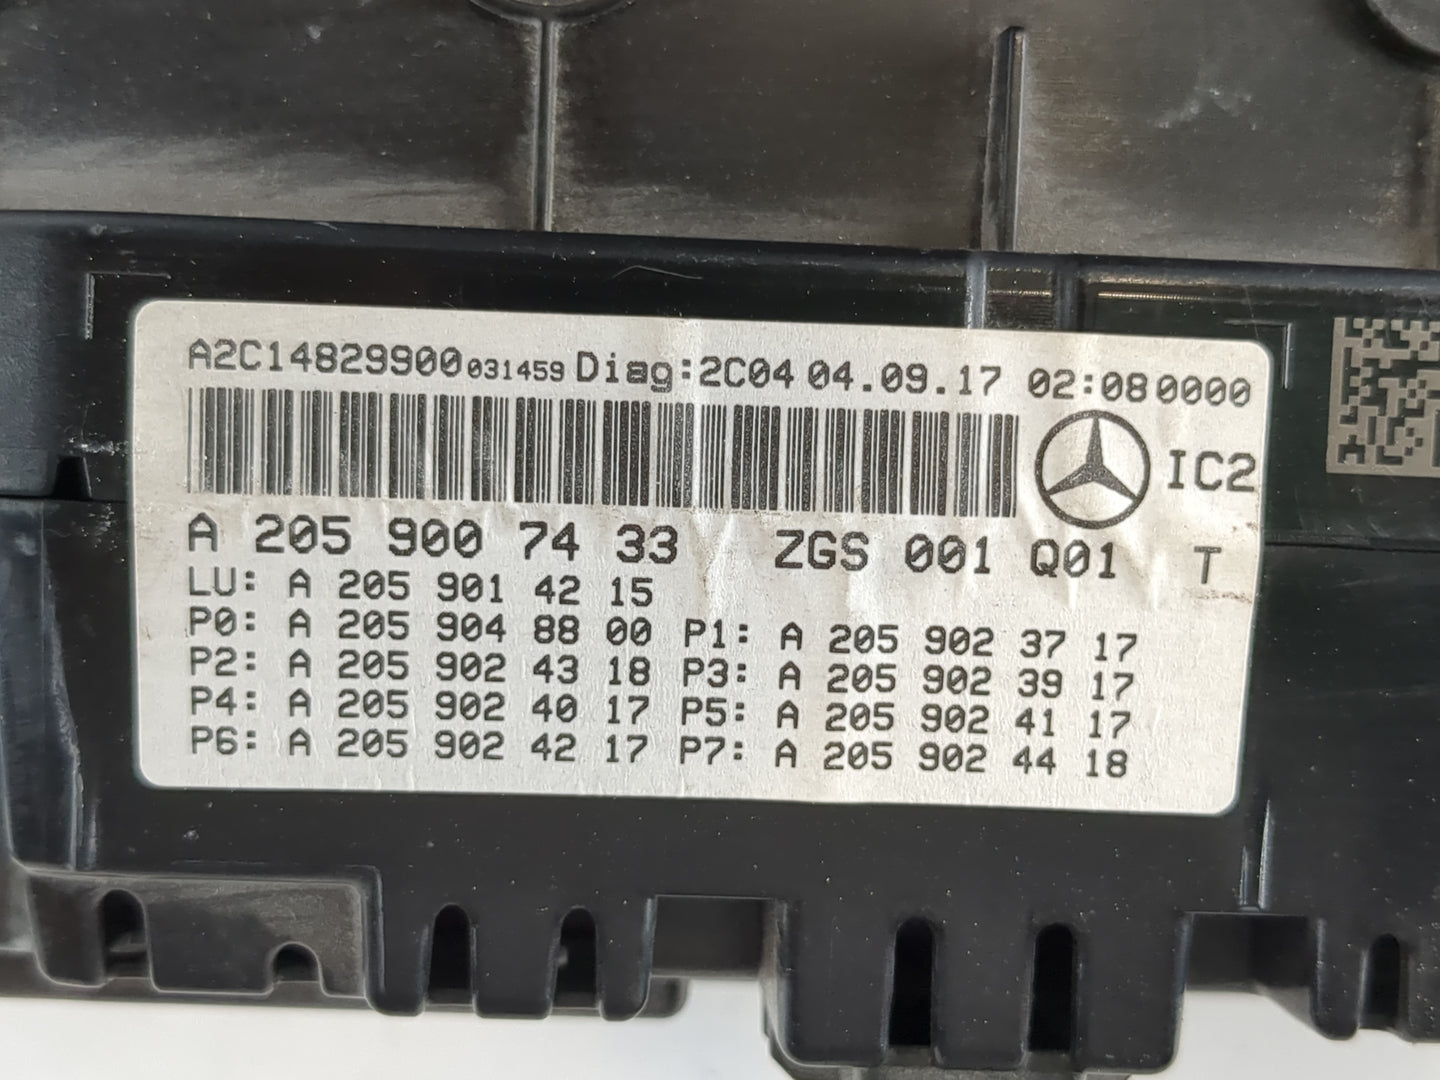 A2C14829900031459 Diag:2C04 04.09.17 02:08 0000
IC2
A 205 900 74 33 ZGS 001 Q01 T
LU: A 205 901 42 15
P0: A 205 904 88 00 P1: A 205 902 37 17
P2: A 205 902 43 18 P3: A 205 902 39 17
P4: A 205 902 40 17 P5: A 205 902 41 17
P6: A 205 902 42 17 P7: A 205 902 44 18